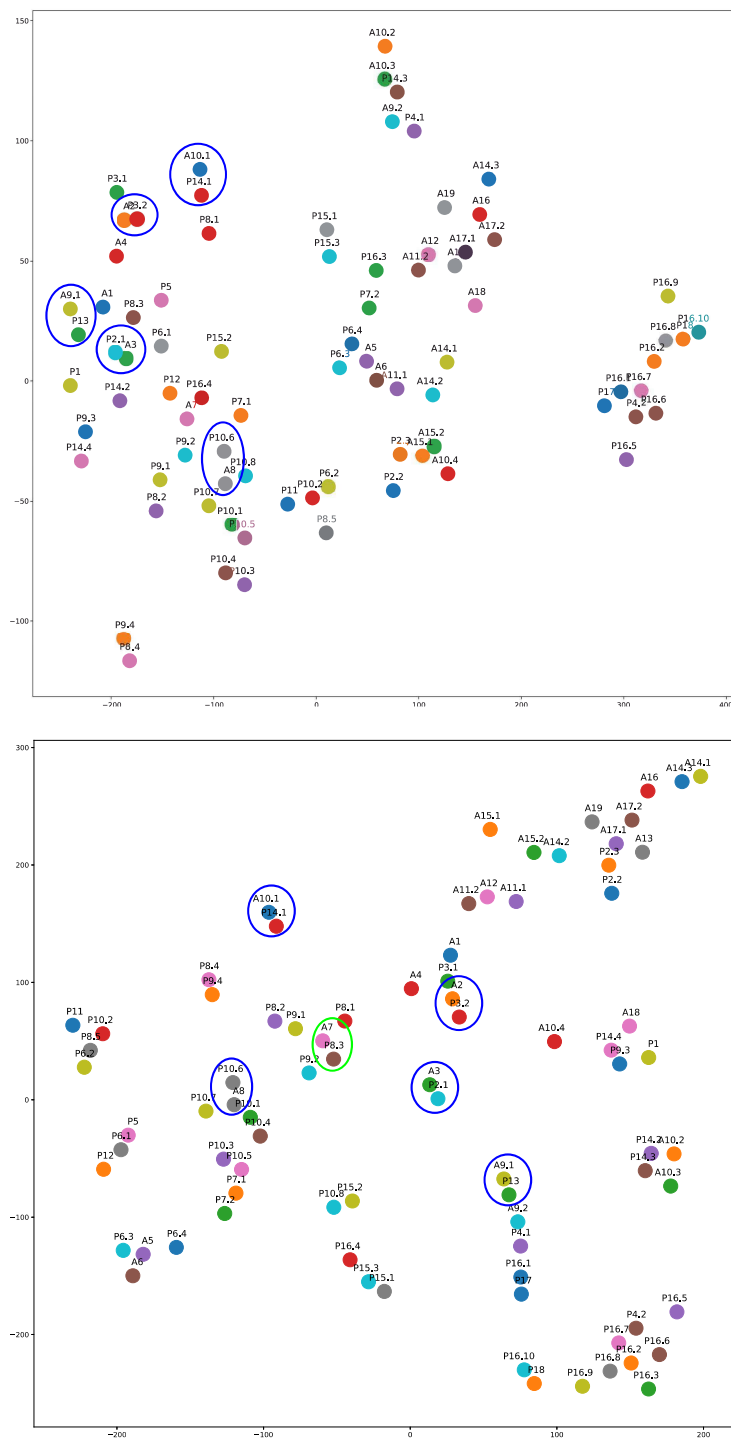 150
A10.2
A10.3
P14.3
A9.2
P4.1
100
A10.1
P14.1
A14.3
P3.1
A2
P3.2
A19
A16
P8.1
P15.1
A17.2
50
A4
P15.3
A12
A17.1
P16.3
A11.2
A18
P16.9
A9.1
A1
P5
P7.2
P13
P8.3
P16.10
P18
P16.8
P2.1
A3
P6.1
P15.2
P6.4
P6.3
A5
A14.1
P16.2
0
P1
P12
P16.4
A6
A11.1
A14.2
P16.1
P16.7
P14.2
A7
P7.1
P17
P4.2
P16.6
P9.3
P14.4
P9.2
P10.6
P2.3
A15.1
A15.2
P16.5
P9.1
A8
P10.8
A10.4
P8.2
P10.7
P11
P10.2
P6.2
P2.2
−50
P10.1
P10.5
P8.5
P10.4
P10.3
−100
P9.4
P8.4
−200
−100
0
100
200
300
400
300
A14.3
A14.1
A16
A15.1
A19
A17.2
A15.2
A14.2
A17.1
A13
200
P2.3
P2.2
A11.2
A12
A11.1
A10.1
P14.1
A1
P8.4
P3.1
100
P9.4
A4
A2
P3.2
P11
P10.2
P8.2
P9.1
P8.1
A7
A18
P8.5
P6.2
P9.2
P8.3
A10.4
P14.4
P9.3
P1
P10.6
A3
P2.1
0
P10.7
A8
P10.1
P5
P6.1
P10.4
P12
P10.3
P10.5
P14.2
A10.2
P14.3
A10.3
P7.1
P15.2
A9.1
P13
P7.2
P10.8
A9.2
−100
P6.3
A5
P6.4
P4.1
A6
P16.4
P15.3
P15.1
P16.1
P17
P16.5
−200
P4.2
P16.7
P16.6
P16.10
P18
P16.8
P16.2
P16.9
P16.3
−200
−100
0
100
200